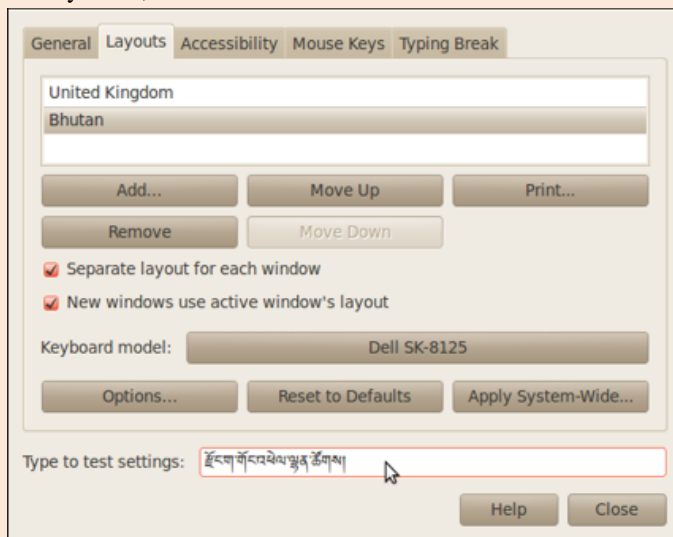 General Layouts Accessibility Mouse Keys Typing Break
United Kingdom
Bhutan
Add... Move Up Print...
Remove Move Down
Separate layout for each window
New windows use active window's layout
Keyboard model: Dell SK-8125
Options... Reset to Defaults Apply System-Wide...
Type to test settings: རྫོང་ཁ་གོང་འཕེལ་ལྷན་ཚོགས།
Help Close